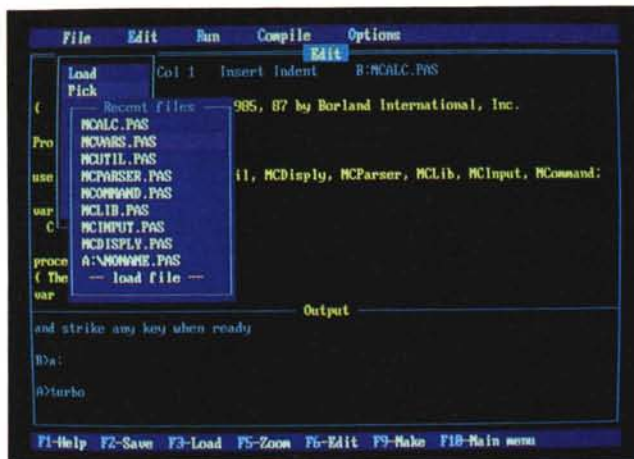 File Edit Run Compile Options
Edit
Load
Pick
Col 1 Insert Indent B:MCALC.PAS
Recent files
{ 985, 87 by Borland International, Inc.
MCALC.PAS
MCVARS.PAS
Pro
MCUTIL.PAS
MCPARSER.PAS
use il, MCDisply, MCParser, MCLib, MCInput, MCommand;
MCOMMAND.PAS
MCLIB.PAS
var
MCINPUT.PAS
C
MCDISPLY.PAS
A:\NONAME.PAS
proce
-- load file --
{ The
var
Output
and strike any key when ready
B>a:
A>turbo
F1-Help F2-Save F3-Load F5-Zoom F6-Edit F9-Make F10-Main menu